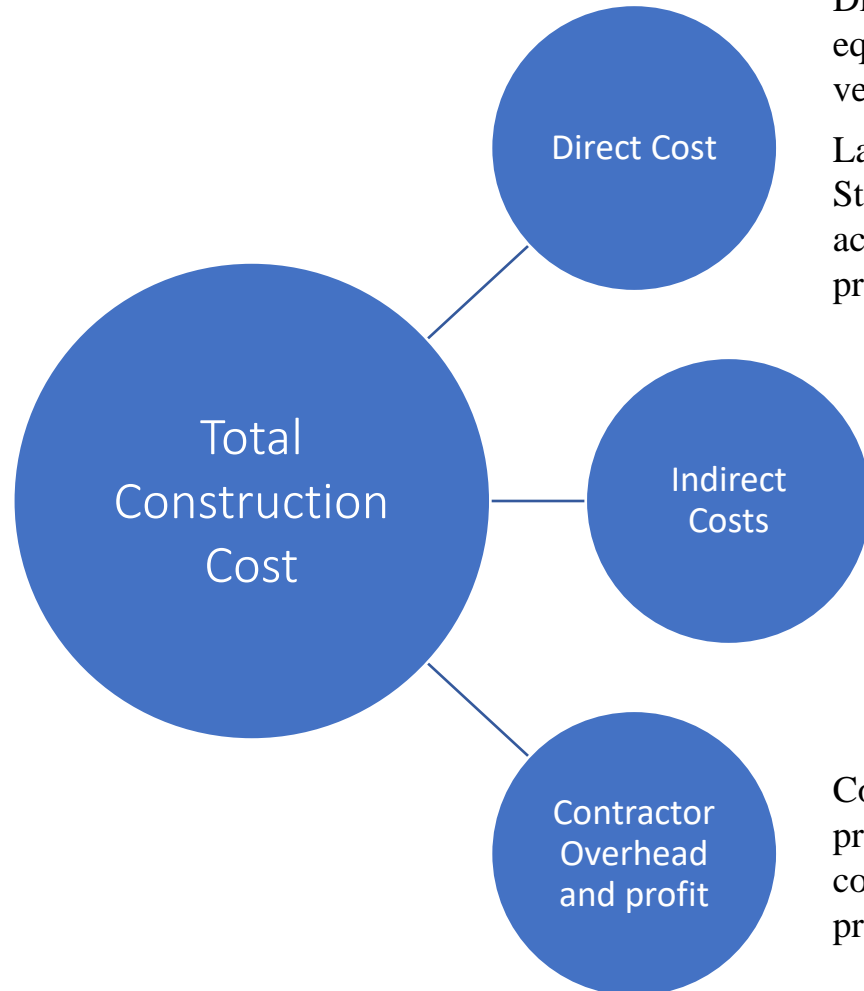 Direct Cost
Total
Construction
Cost
Indirect
Costs
Contractor
Overhead
and profit